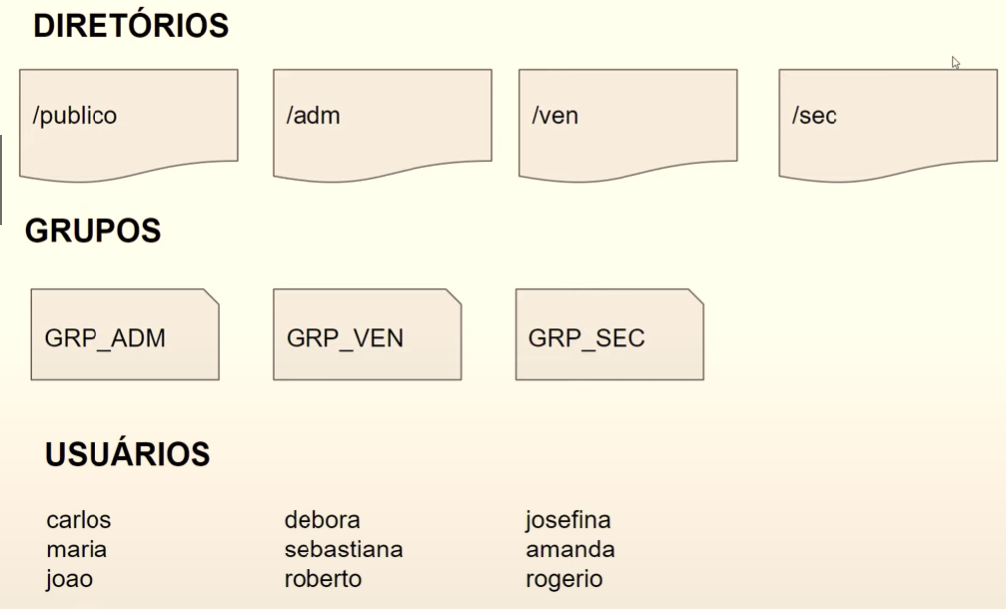 DIRETÓRIOS
/publico /adm /ven /sec
GRUPOS
GRP_ADM GRP_VEN GRP_SEC
USUÁRIOS
carlos debora josefina
maria sebastiana amanda
joao roberto rogerio